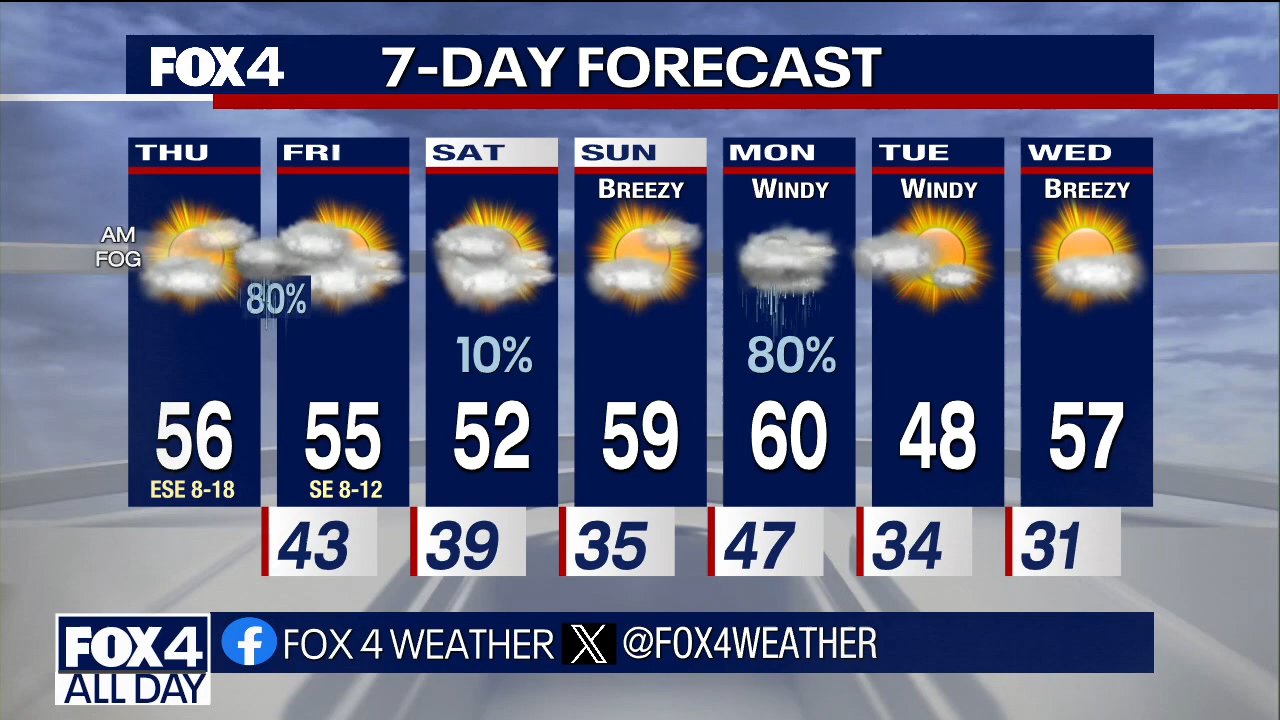 FOX4 7-DAY FORECAST
THU FRI SAT SUN MON TUE WED
BREEZY WINDY WINDY BREEZY
AM
FOG
80%
10% 80%
56 55 52 59 60 48 57
ESE 8-18 SE 8-12
43 39 35 47 34 31
FOX 4
ALL DAY
f FOX 4 WEATHER X @FOX4WEATHER